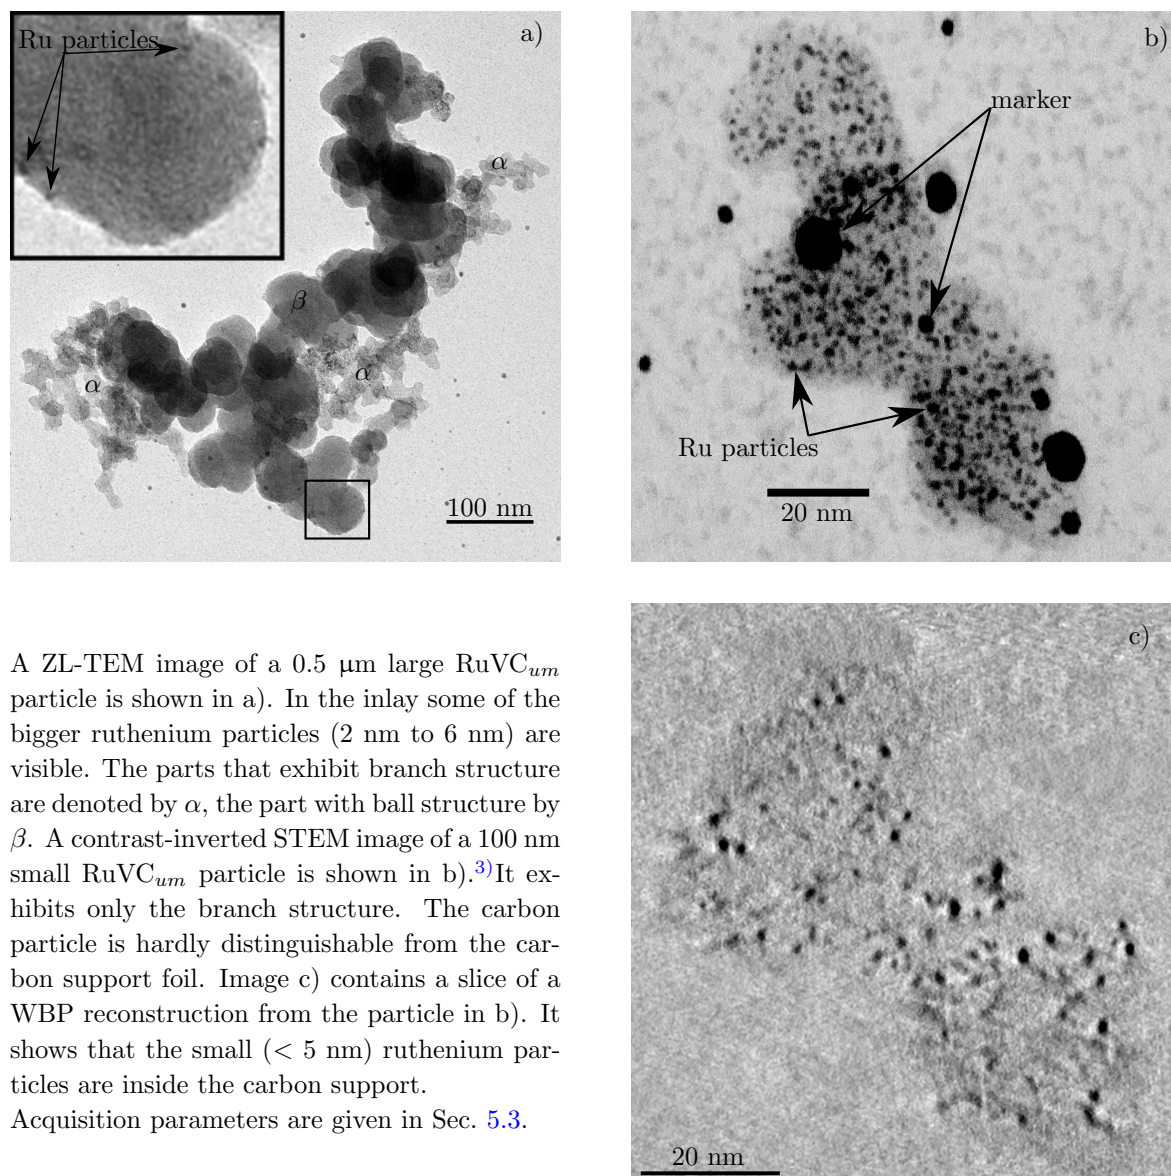 Ru particles
a)
α
β
α
α
100 nm
b)
marker
Ru particles
20 nm
A ZL-TEM image of a 0.5 μm large RuVCum
particle is shown in a). In the inlay some of the
bigger ruthenium particles (2 nm to 6 nm) are
visible. The parts that exhibit branch structure
are denoted by α, the part with ball structure by
β. A contrast-inverted STEM image of a 100 nm
small RuVCum particle is shown in b).3)It ex-
hibits only the branch structure. The carbon
particle is hardly distinguishable from the car-
bon support foil. Image c) contains a slice of a
WBP reconstruction from the particle in b). It
shows that the small (< 5 nm) ruthenium par-
ticles are inside the carbon support.
Acquisition parameters are given in Sec. 5.3.
c)
20 nm